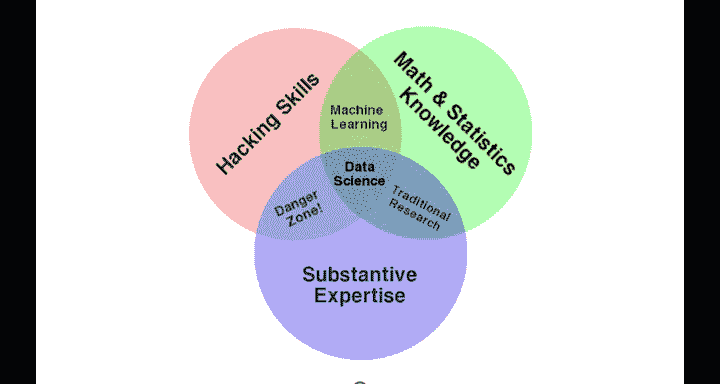 Hacking Skills
Math & Statistics
Knowledge
Machine
Learning
Data
Science
Danger
Zone!
Traditional
Research
Substantive
Expertise